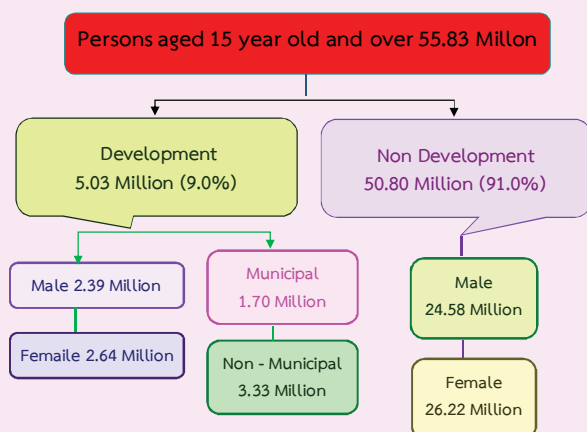 Persons aged 15 year old and over 55.83 Millon
Development
5.03 Million (9.0%)
Non Development
50.80 Million (91.0%)
Male 2.39 Million
Femaile 2.64 Million
Municipal
1.70 Million
Non - Municipal
3.33 Million
Male
24.58 Million
Female
26.22 Million